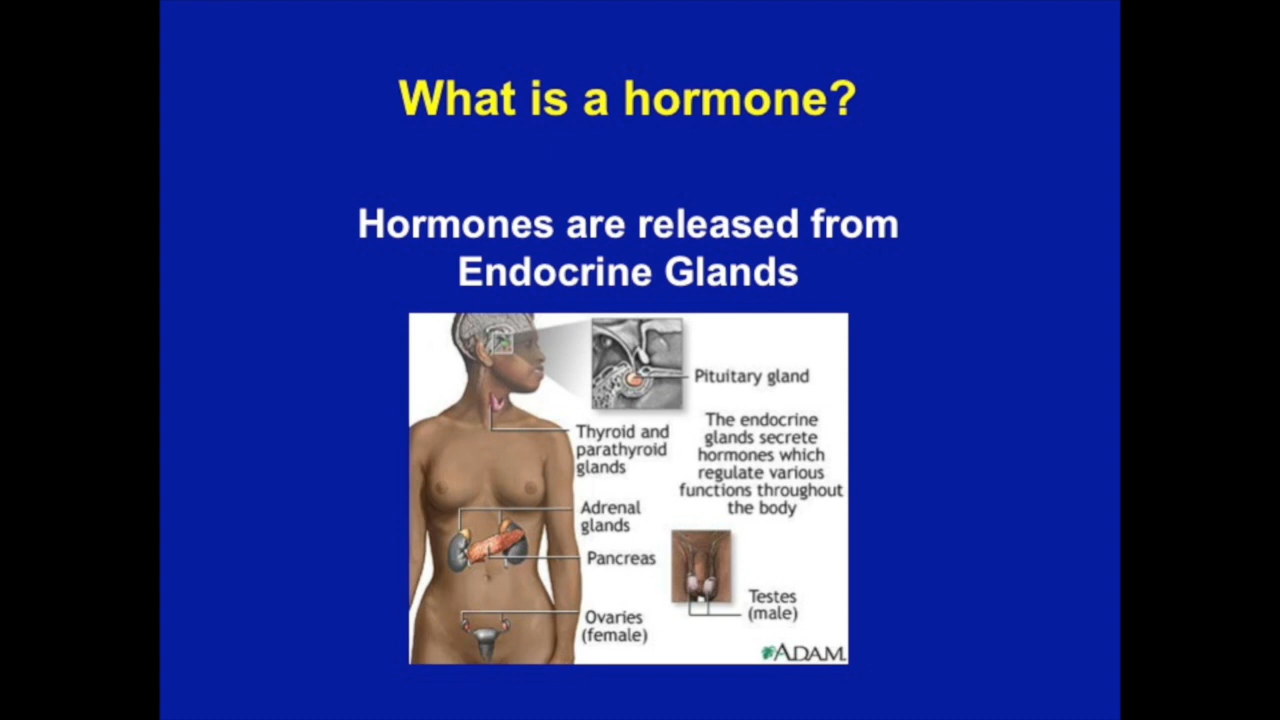 What is a hormone?
Hormones are released from
Endocrine Glands
Pituitary gland
The endocrine
glands secrete
hormones which
regulate various
functions throughout
the body
Thyroid and
parathyroid
glands
Adrenal
glands
Pancreas
Testes
(male)
Ovaries
(female)
ADAM.